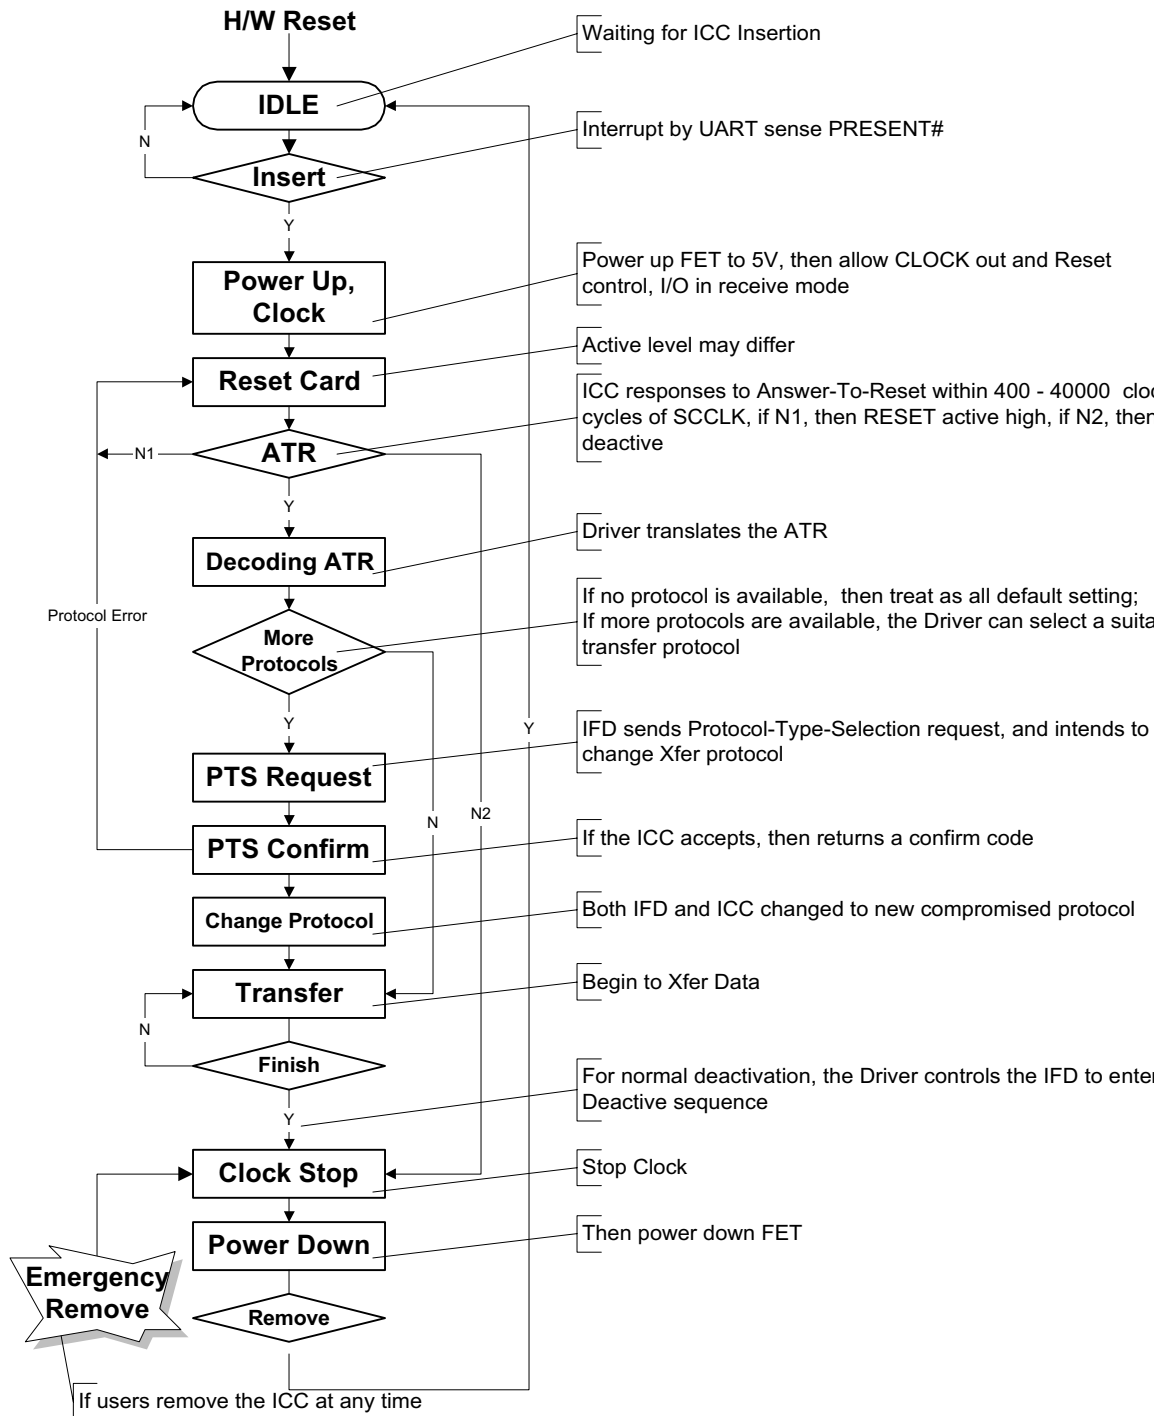 H/W Reset
Waiting for ICC Insertion
IDLE
Interrupt by UART sense PRESENT#
N
Insert
Y
Power up FET to 5V, then allow CLOCK out and Reset
control, I/O in receive mode
Power Up,
Clock
Active level may differ
Reset Card
ICC responses to Answer-To-Reset within 400 - 40000
cycles of SCCLK, if N1, then RESET active high, if N2, then
deactive
N1
ATR
Y
Driver translates the ATR
Decoding ATR
If no protocol is available, then treat as all default setting;
If more protocols are available, the Driver can select a
transfer protocol
Protocol Error
More
Protocols
Y
Y
IFD sends Protocol-Type-Selection request, and intends to
change Xfer protocol
PTS Request
N
N2
If the ICC accepts, then returns a confirm code
PTS Confirm
Both IFD and ICC changed to new compromised protocol
Change Protocol
Begin to Xfer Data
Transfer
N
Finish
For normal deactivation, the Driver controls the IFD to enter
Deactive sequence
Y
Stop Clock
Clock Stop
Then power down FET
Power Down
Emergency
Remove
Remove
If users remove the ICC at any time